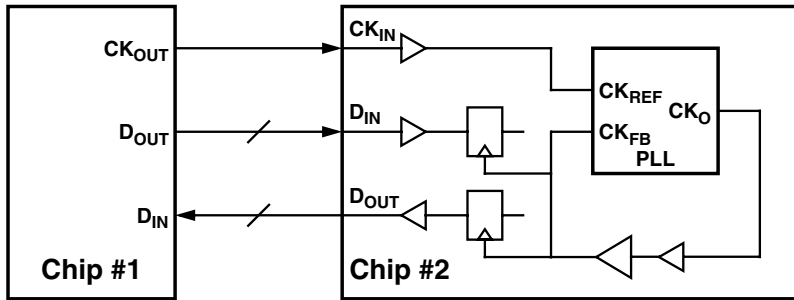 CK_OUT
D_OUT
D_IN
Chip #1
CK_IN
D_IN
D_OUT
Chip #2
CK_REF
CK_O
CK_FB
PLL